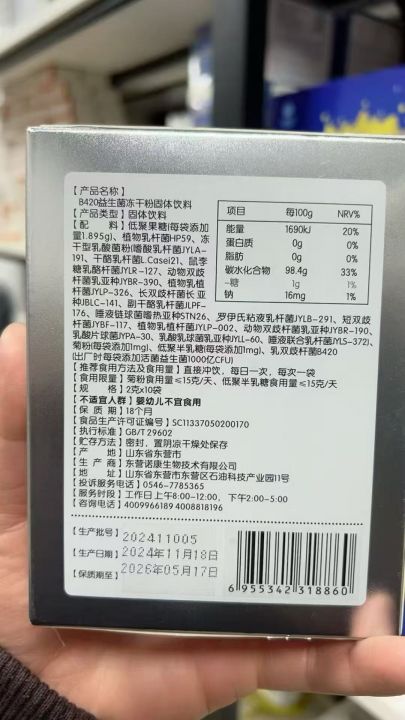 【产品名称】
B420益生菌冻干粉固体饮料
【产品类型】固体饮料
【配 料】低聚果糖(每袋添加
量1.895g)、植物乳杆菌HP59、冻
干型乳酸菌粉(嗜酸乳杆菌JYLA-
191、干酪乳杆菌L.Casei21、鼠李
糖乳酪杆菌JYLR-127、动物双歧
杆菌乳亚种JYBR-390、植物乳植
杆菌JYLP-326、长双歧杆菌长亚
种JBLC-141、副干酪乳杆菌JLPF-
176、唾液链球菌嗜热亚种STN26、罗伊氏粘液乳杆菌JYLB-291、短双歧
杆菌JYBF-117、植物乳植杆菌JYLP-002、动物双歧杆菌乳亚种JYBR-190、
乳酸片球菌JYPA-30、乳酸乳球菌乳亚种JYLL-60、唾液联合乳杆菌JYLS-372)、
菊粉(每袋添加1mg)、低聚半乳糖(每袋添加1mg)、乳双歧杆菌B420
(出厂时每袋添加活菌益生菌1000亿CFU)
【推荐食用方法及食用量】直接冲饮，每日一次，每次一袋
【食用限量】菊粉食用量≤15克/天、低聚半乳糖食用量≤15克/天
【规 格】2克×10袋
【不适宜人群】婴幼儿不宜食用
【保 质 期】18个月
【食品生产许可证编号】SC11337050200170
【执行标准】GB/T 29602
【贮存方法】密封，置阴凉干燥处保存
【产 地】山东省东营市
【生 产 商】东营诺康生物技术有限公司
【地 址】山东省东营市东营区石油科技产业园11号
【投诉服务电话】0546-7785365
【服务时段】工作日上午8:00-12:00，下午2:00-5:00
【咨询电话】4009966189 4008818196
项目 每100g NRV%
能量 1690kJ 20%
蛋白质 0g 0%
脂肪 0g 0%
碳水化合物 98.4g 33%
-糖 1g 1%
钠 16mg 1%
【生产批号】202411005
【生产日期】2024年11月18日
【保质期至】2026年05月17日
6 955342 318860